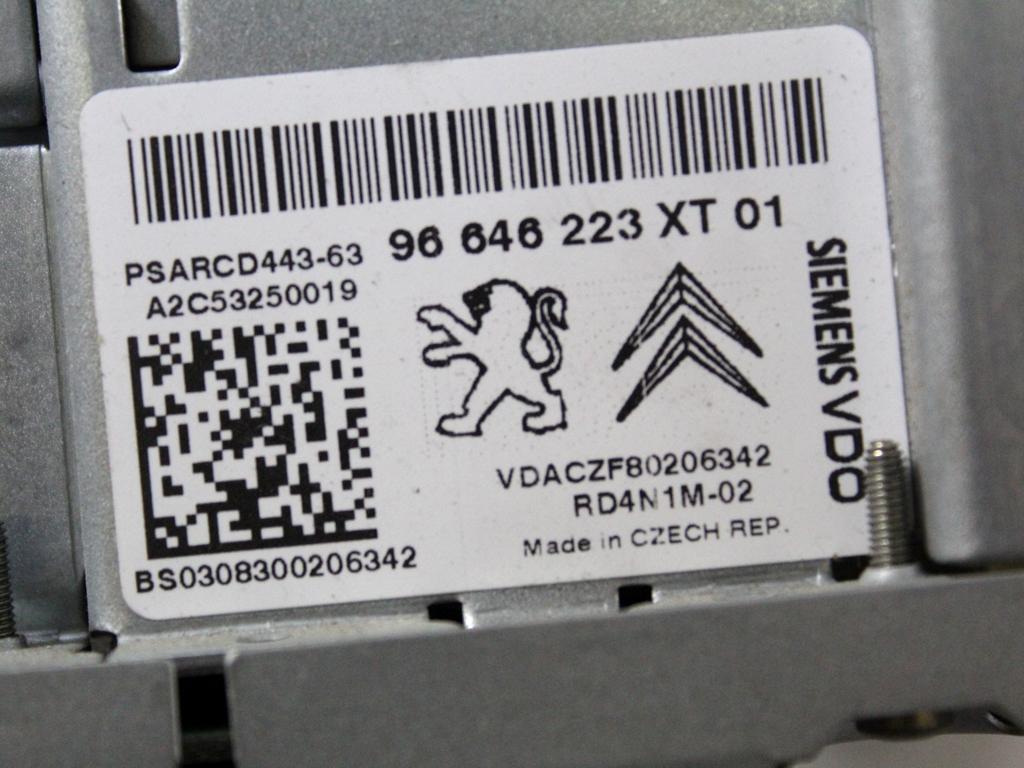 96 646 223 XT 01
PSARCD443-63
A2C53250019
SIEMENS VDO
VDACZF80206342
RD4N1M-02
Made in CZECH REP.
BS0308300206342